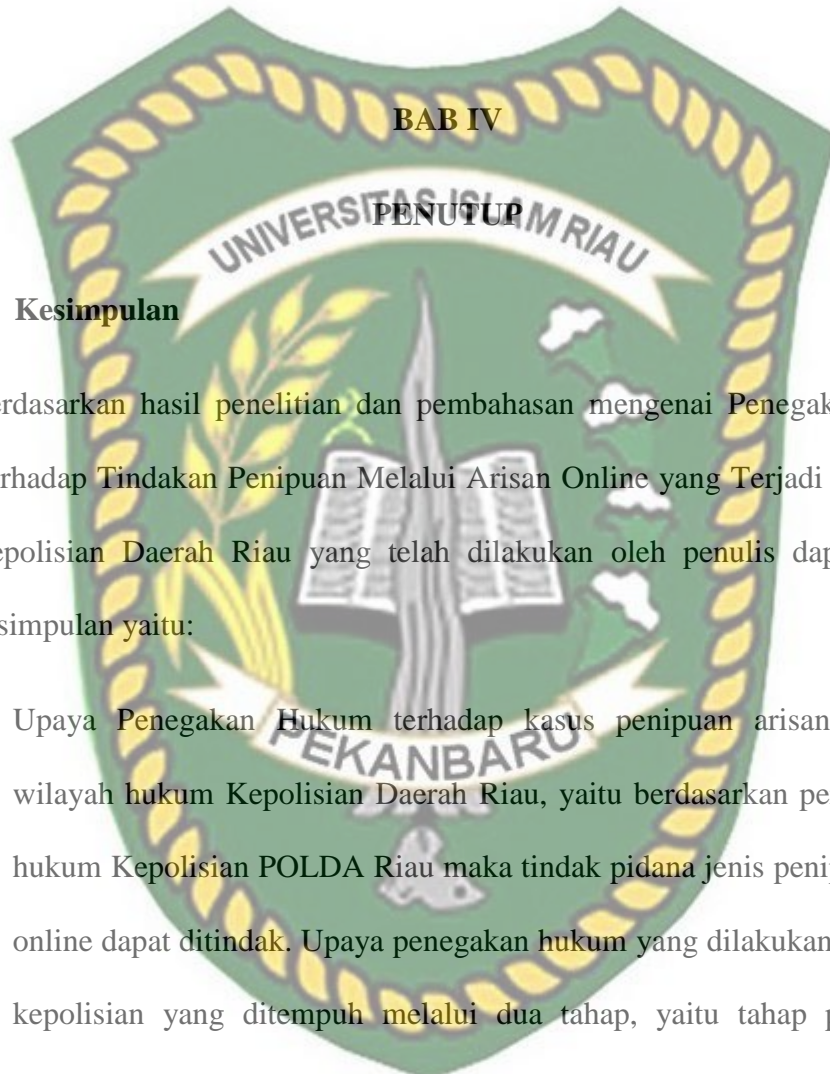 BAB IV
UNIVERSITAS ISLAM RIAU
PENUTUP
Kesimpulan
erdasarkan hasil penelitian dan pembahasan mengenai Penegak
rhadap Tindakan Penipuan Melalui Arisan Online yang Terjadi
epolisian Daerah Riau yang telah dilakukan oleh penulis dap
simpulan yaitu:
Upaya Penegakan Hukum terhadap kasus penipuan arisan
PEKANBARU
wilayah hukum Kepolisian Daerah Riau, yaitu berdasarkan pe
hukum Kepolisian POLDA Riau maka tindak pidana jenis penip
online dapat ditindak. Upaya penegakan hukum yang dilakukan
kepolisian yang ditempuh melalui dua tahap, yaitu tahap p